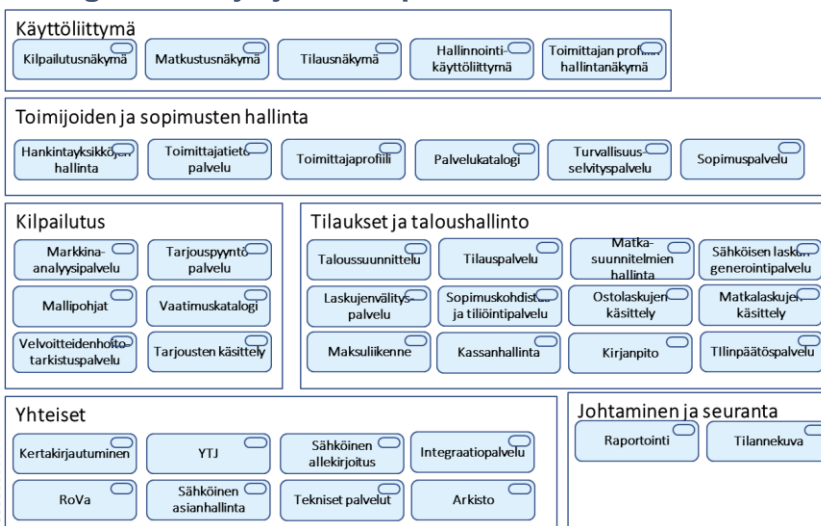 Käyttöliittymä
Kilpailutusnäkymä
Matkustusnäkymä
Tilausnäkymä
Hallinnointi-
käyttöliittymä
Toimittajan profiilin
hallintanäkymä
Toimijoiden ja sopimusten hallinta
Hankintayksikköjen
hallinta
Toimittajatieto
palvelu
Toimittajaprofiili
Palvelukatalogi
Turvallisuus-
selvityspalvelu
Sopimuspalvelu
Kilpailutus
Markkina-
analyysipalvelu
Tarjouspyyntö
palvelu
Mallipohjat
Vaatimuskatalogi
Velvoitteidenhoito-
tarkistuspalvelu
Tarjousten käsittely
Tilaukset ja taloushallinto
Taloussuunnittelu
Tilauspalvelu
Matka-
suunnitelmien
hallinta
Sähköisen laskun
generointipalvelu
Laskujenvälitys-
palvelu
Sopimuskohdistus
ja tiliöintipalvelu
Ostolaskujen
käsittely
Matkalaskujen
käsittely
Maksuliikenne
Kassanhallinta
Kirjanpito
TIlinpäätöspalvelu
Yhteiset
Kertakirjautuminen
YTJ
Sähköinen
allekirjoitus
Integraatiopalvelu
RoVa
Sähköinen
asianhallinta
Tekniset palvelut
Arkisto
Johtaminen ja seuranta
Raportointi
Tilannekuva